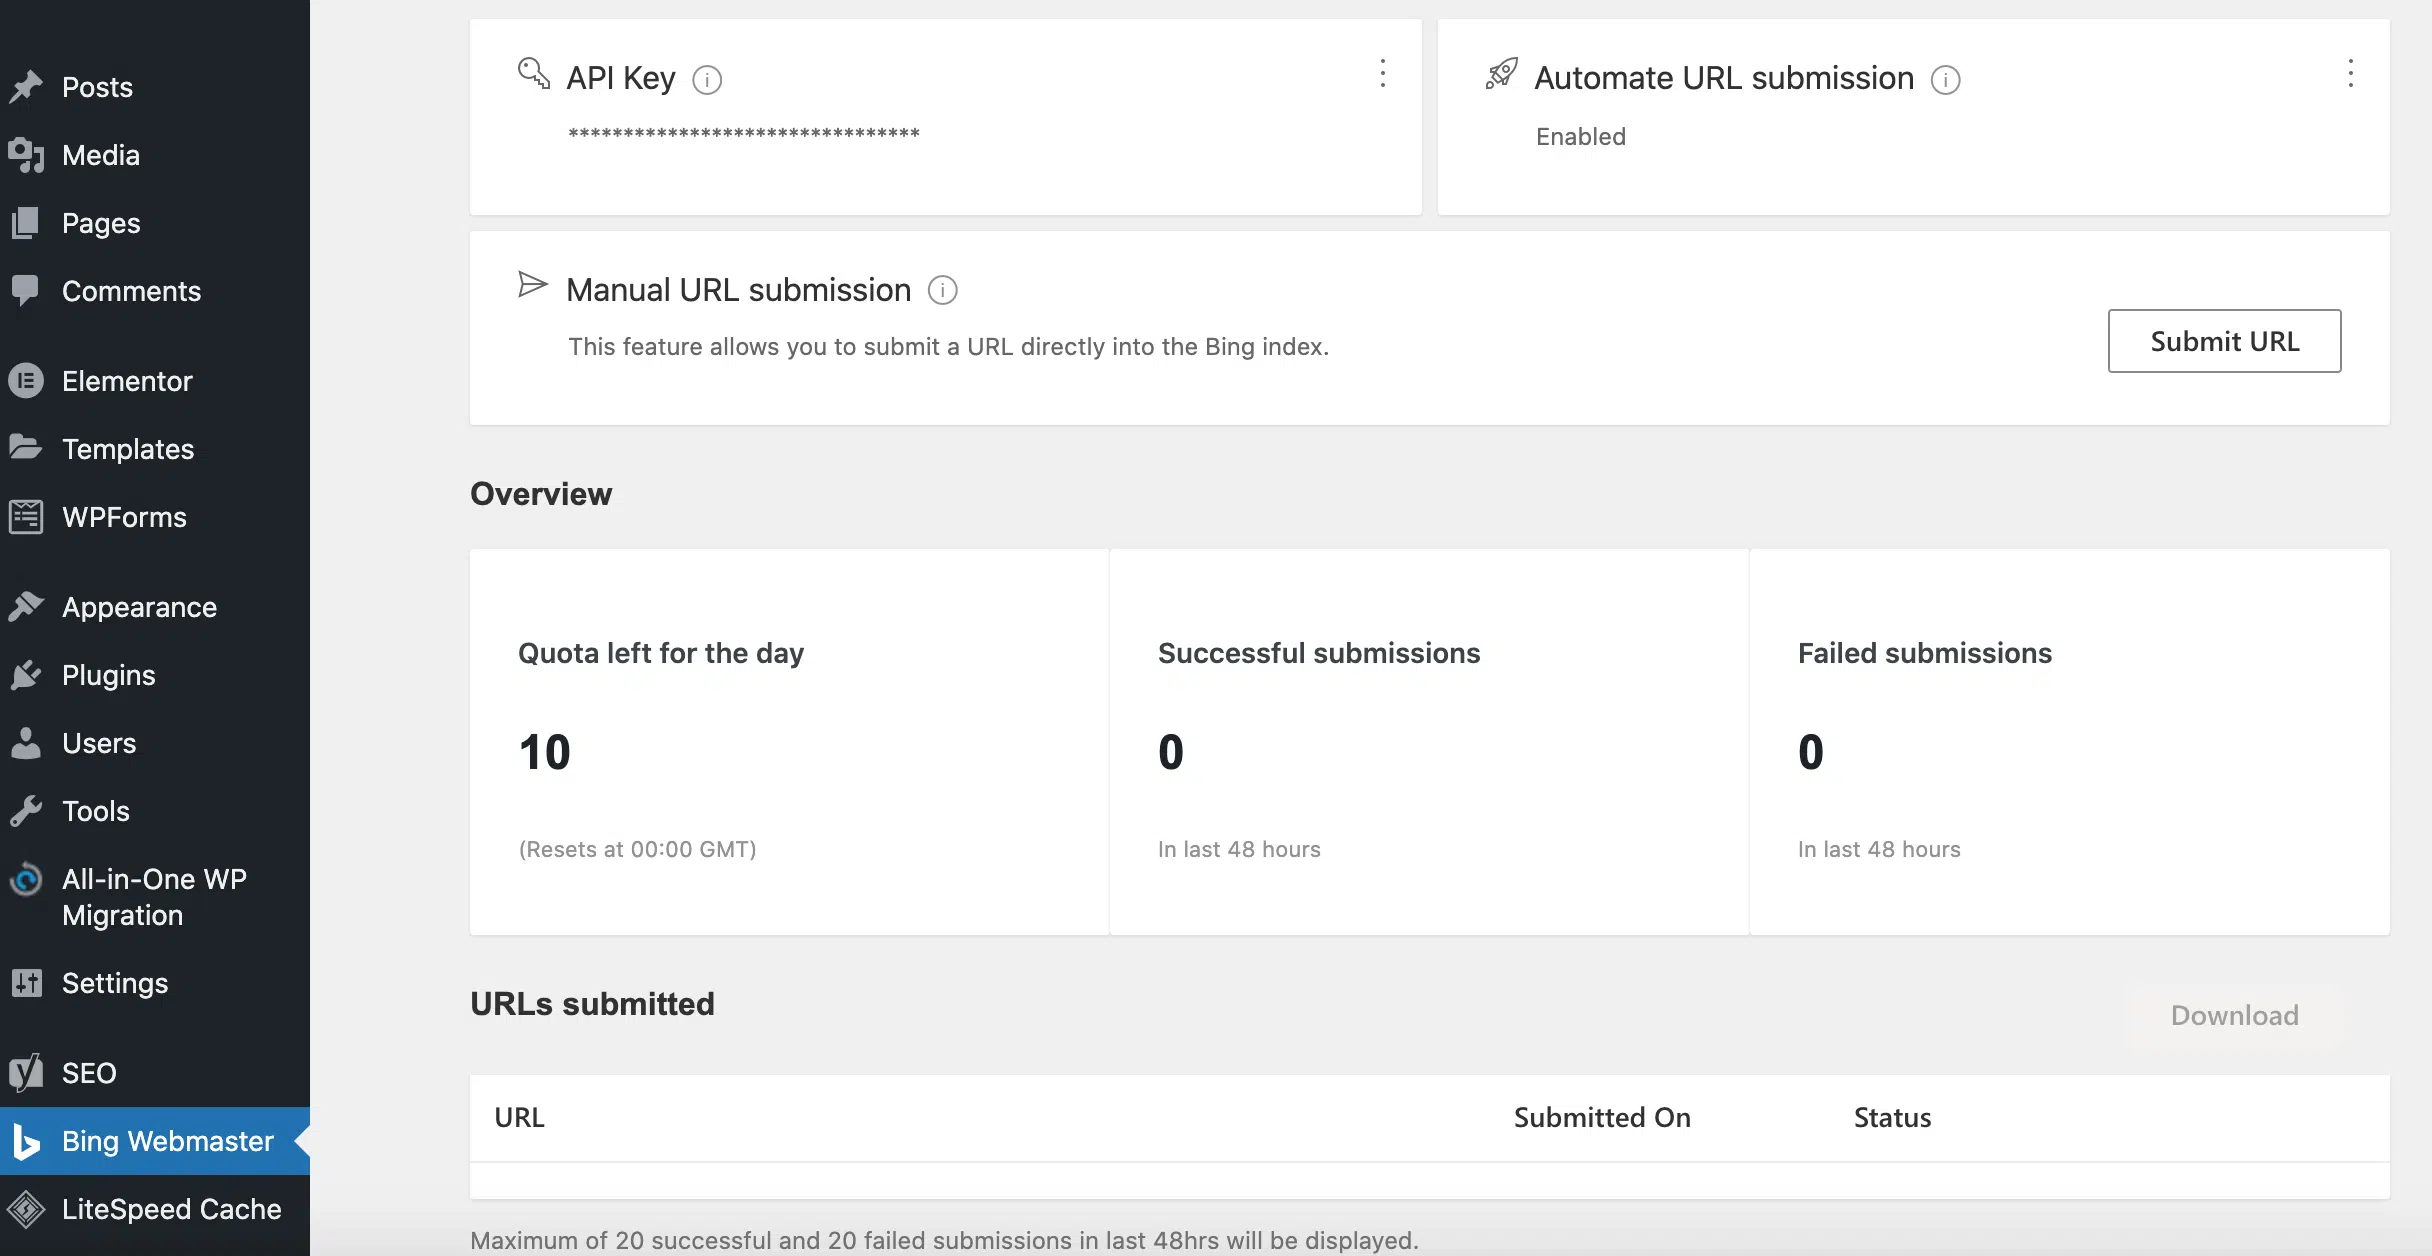 Posts
Media
Pages
Comments
Elementor
Templates
WPForms
Appearance
Plugins
Users
Tools
All-in-One WP
Migration
Settings
SEO
Bing Webmaster
LiteSpeed Cache
API Key
********************************
Automate URL submission
Enabled
Manual URL submission
This feature allows you to submit a URL directly into the Bing index.
Submit URL
Overview
Quota left for the day
10
(Resets at 00:00 GMT)
Successful submissions
0
In last 48 hours
Failed submissions
0
In last 48 hours
URLs submitted
Download
URL Submitted On Status
Maximum of 20 successful and 20 failed submissions in last 48hrs will be displayed.